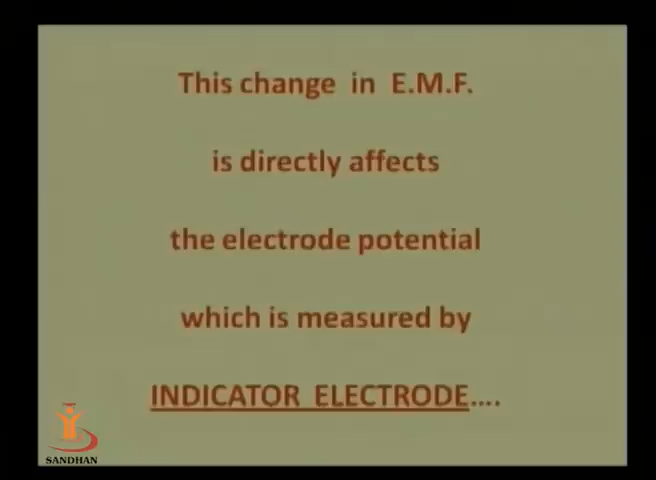 This change in E.M.F.
is directly affects
the electrode potential
which is measured by
INDICATOR ELECTRODE....
SANDHAN